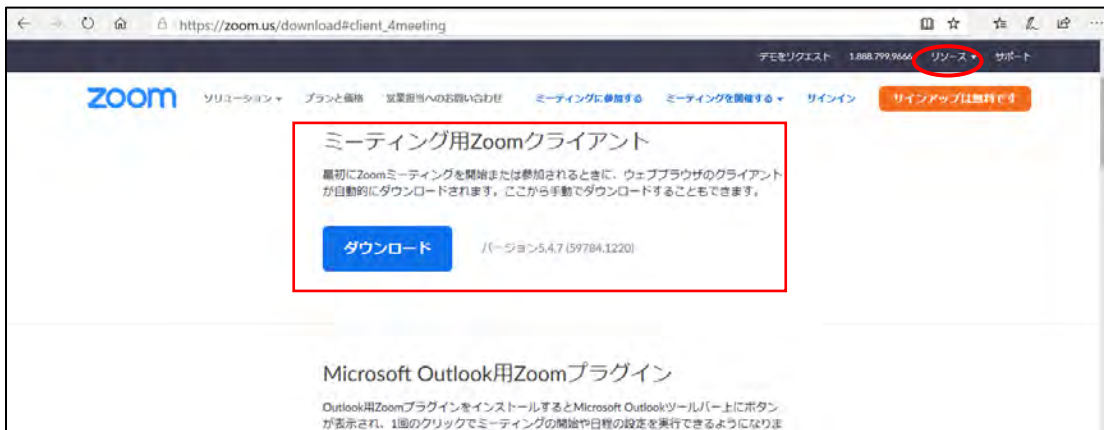 https://zoom.us/download#client_4meeting
デモをリクエスト 1.888.799.9666 リソース サポート
zoom ソリューション プランと価格 営業担当へのお問い合わせ ミーティングに参加する ミーティングを開催する サインイン サインアップは無料です
ミーティング用Zoomクライアント
最初にZoomミーティングを開始または参加されるときに、ウェブブラウザのクライアント
が自動的にダウンロードされます。ここから手動でダウンロードすることもできます。
ダウンロード バージョン5.4.7 (59784.1220)
Microsoft Outlook用Zoomプラグイン
Outlook用ZoomプラグインをインストールするとMicrosoft Outlookツールバー上にボタン
が表示され、1回のクリックでミーティングの開始や日程の設定を実行できるようになりま